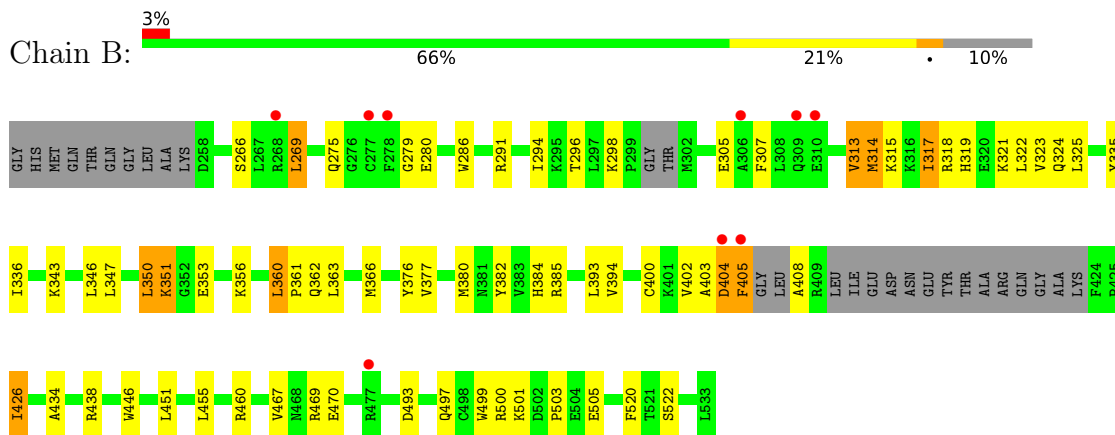 3%
Chain B:
66% 21% • 10%
GLY HIS MET GLN THR GLN GLY LEU ALA LYS D258 S266 L267 R268 L269 Q275 G276 C277 F278 G279 E280 W286 R291 I294 K295 T296 L297 K298 P299 GLY THR M302 E305 A306 F307 L308 Q309 E310 V313 M314 K315 K316 I317 R318 H319 E320 K321 L322 V323 Q324 L325 Y335
I336 K343 L346 L347 L350 K351 G352 E353 K356 L360 P361 Q362 L363 M366 Y376 V377 M380 N381 Y382 V383 H384 R385 L393 V394 C400 K401 V402 A403 D404 F405 GLY LEU A408 R409 LEU ILE GLU ASP ASN GLU TYR THR ALA ARG GLN GLY ALA LYS F424 P425
I426 A434 R438 W446 L451 L455 R460 V467 N468 R469 E470 R477 D493 Q497 C498 W499 R500 K501 D502 P503 E504 E505 F520 T521 S522 L533